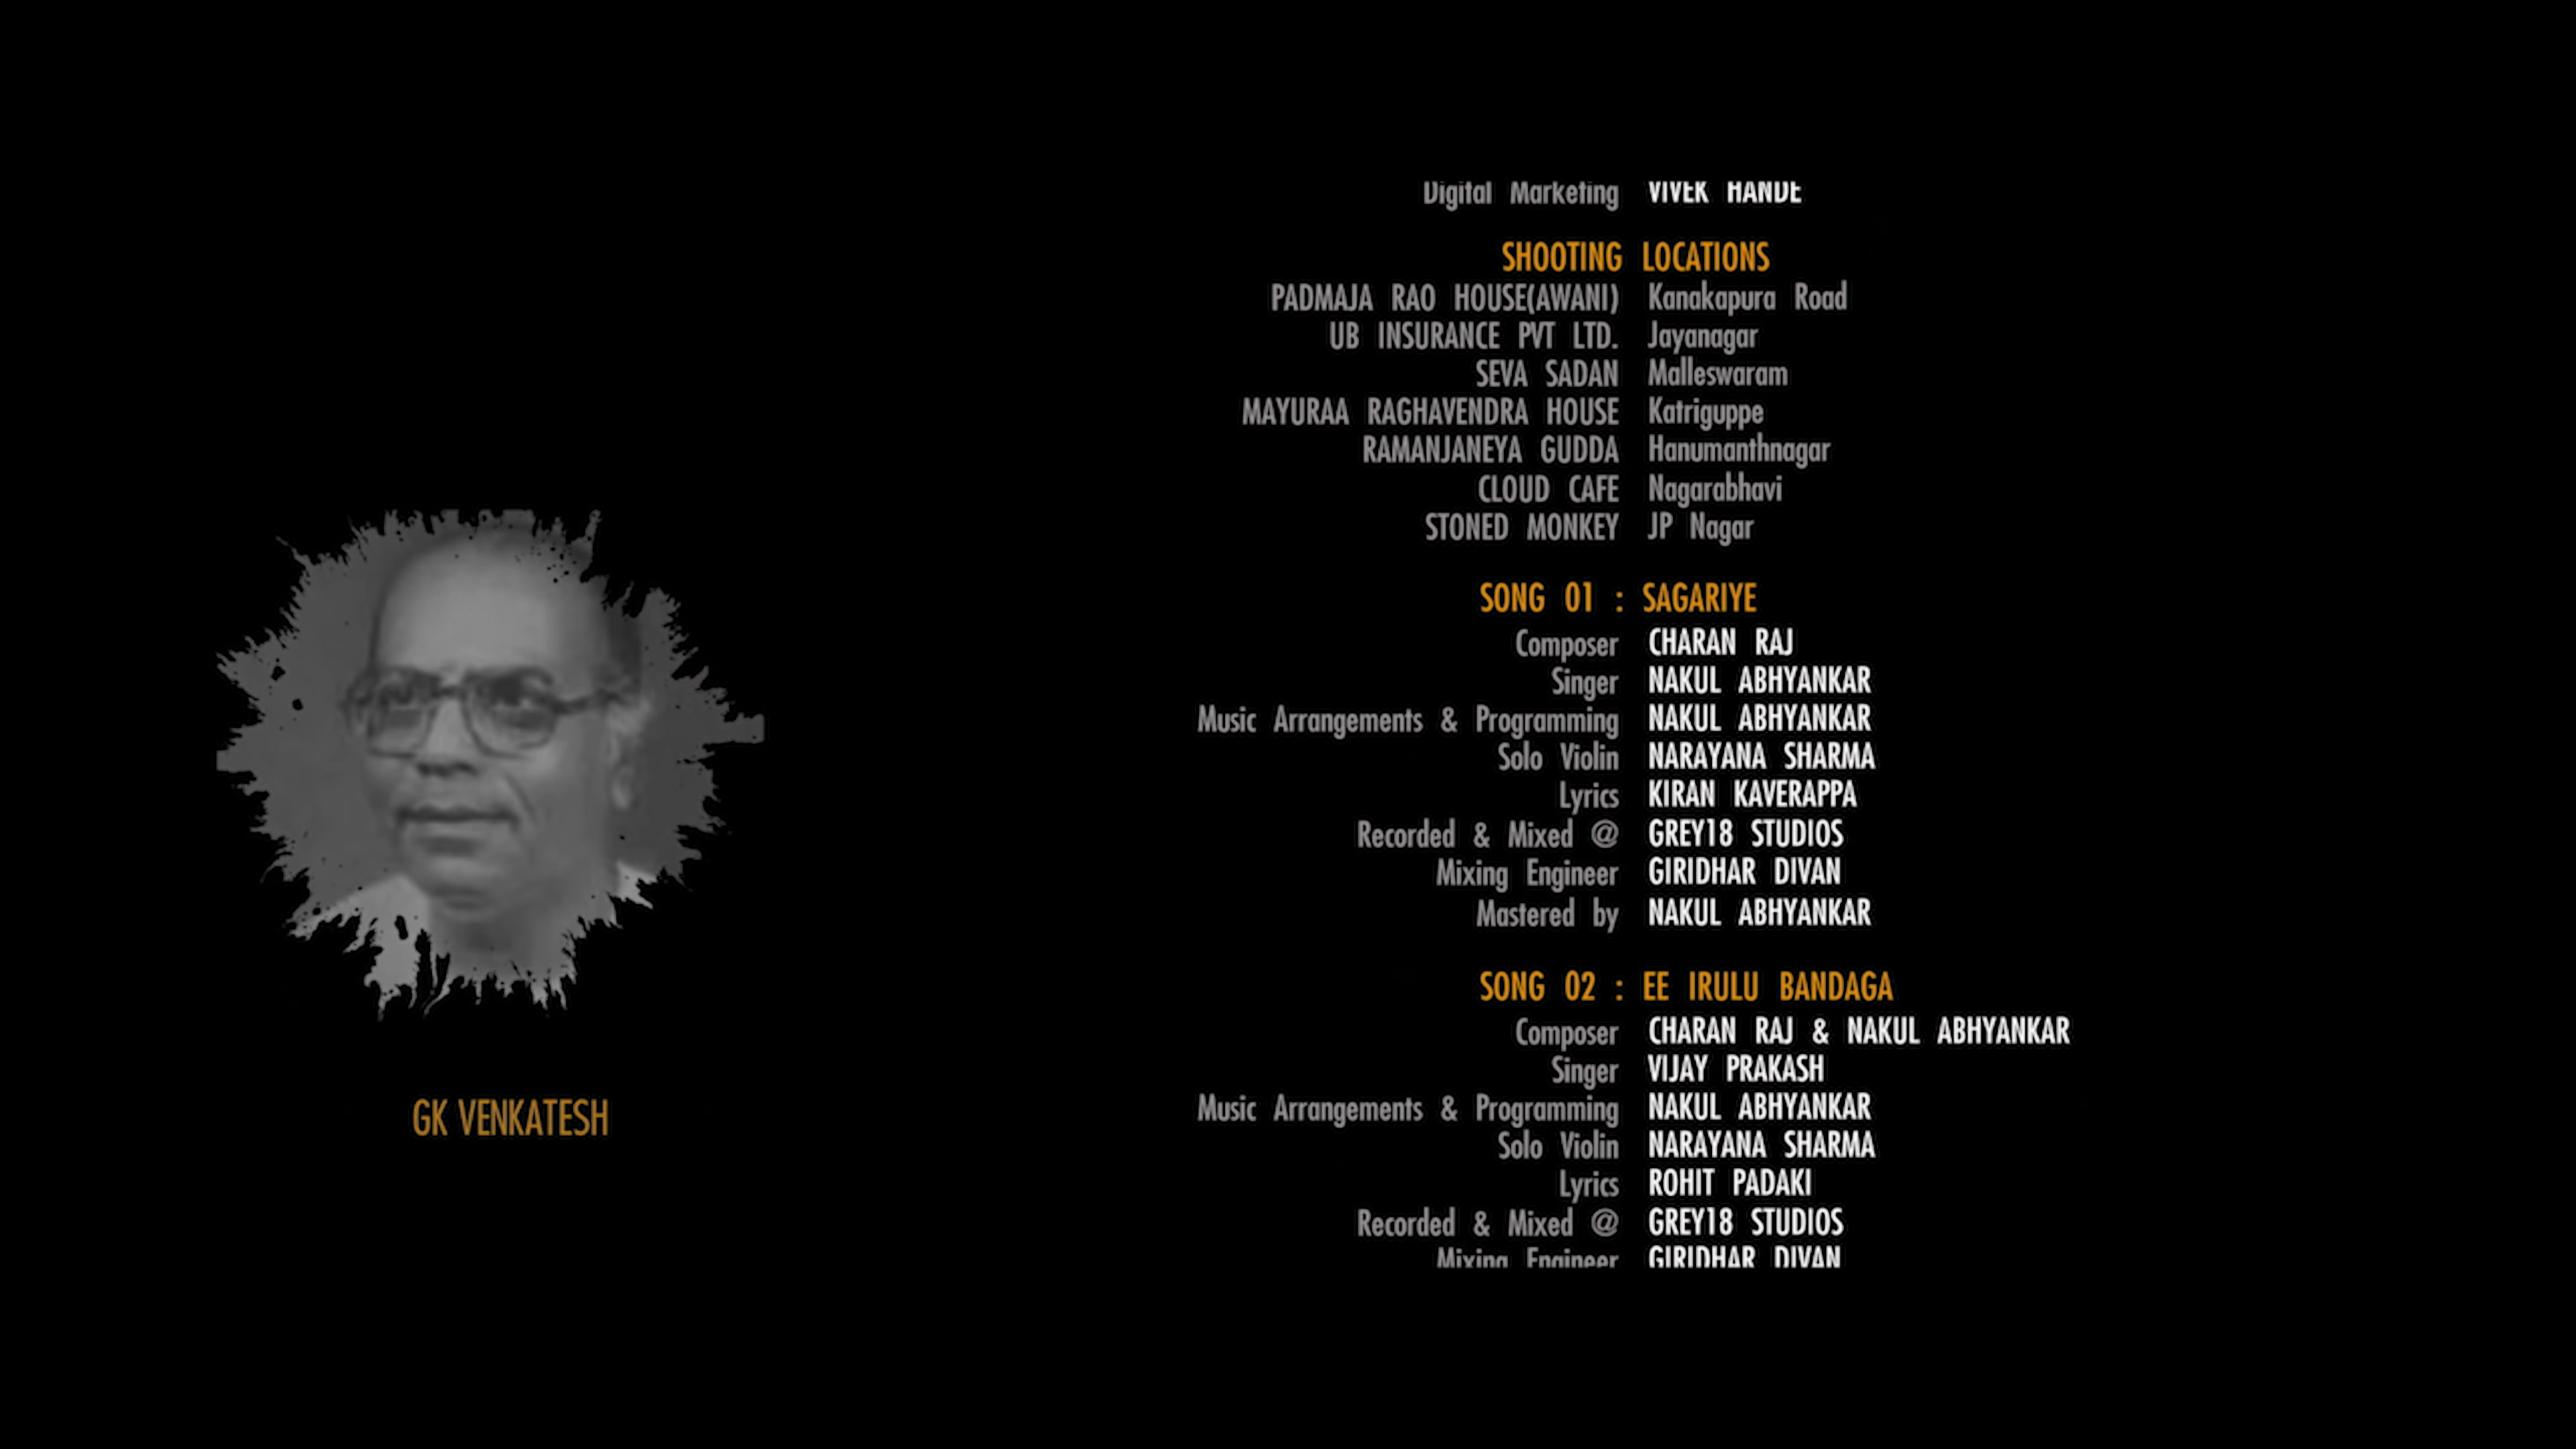 Digital Marketing VIVEK HANDE
SHOOTING LOCATIONS
PADMAJA RAO HOUSE(AWANI) Kanakapura Road
UB INSURANCE PVT LTD. Jayanagar
SEVA SADAN Malleswaram
MAYURAA RAGHAVENDRA HOUSE Katriguppe
RAMANJANEYA GUDDA Hanumanthnagar
CLOUD CAFE Nagarabhavi
STONED MONKEY JP Nagar
SONG 01 : SAGARIYE
Composer CHARAN RAJ
Singer NAKUL ABHYANKAR
Music Arrangements & Programming NAKUL ABHYANKAR
Solo Violin NARAYANA SHARMA
Lyrics KIRAN KAVERAPPA
Recorded & Mixed @ GREY18 STUDIOS
Mixing Engineer GIRIDHAR DIVAN
Mastered by NAKUL ABHYANKAR
SONG 02 : EE IRULU BANDAGA
Composer CHARAN RAJ & NAKUL ABHYANKAR
Singer VIJAY PRAKASH
Music Arrangements & Programming NAKUL ABHYANKAR
Solo Violin NARAYANA SHARMA
Lyrics ROHIT PADAKI
Recorded & Mixed @ GREY18 STUDIOS
Mixing Engineer GIRIDHAR DIVAN
GK VENKATESH